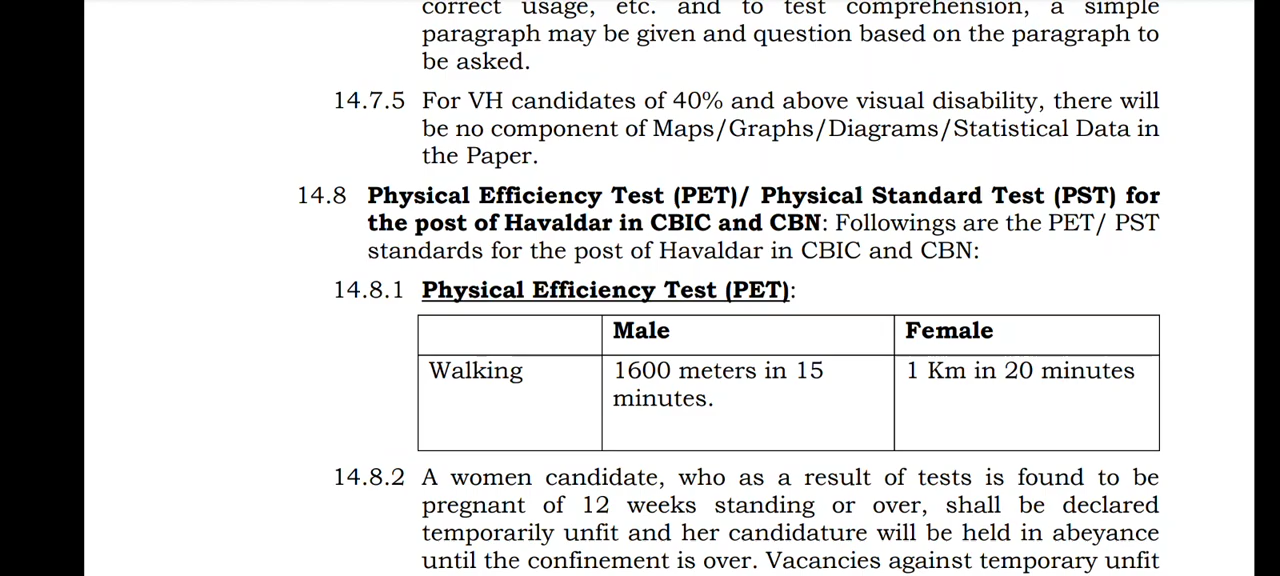 correct usage, etc. and to test comprehension, a simple
paragraph may be given and question based on the paragraph to
be asked.
14.7.5 For VH candidates of 40% and above visual disability, there will
be no component of Maps/Graphs/Diagrams/Statistical Data in
the Paper.
14.8 Physical Efficiency Test (PET)/ Physical Standard Test (PST) for
the post of Havaldar in CBIC and CBN: Followings are the PET/ PST
standards for the post of Havaldar in CBIC and CBN:
14.8.1 Physical Efficiency Test (PET):
Male Female
Walking 1600 meters in 15 1 Km in 20 minutes
minutes.
14.8.2 A women candidate, who as a result of tests is found to be
pregnant of 12 weeks standing or over, shall be declared
temporarily unfit and her candidature will be held in abeyance
until the confinement is over. Vacancies against temporary unfit